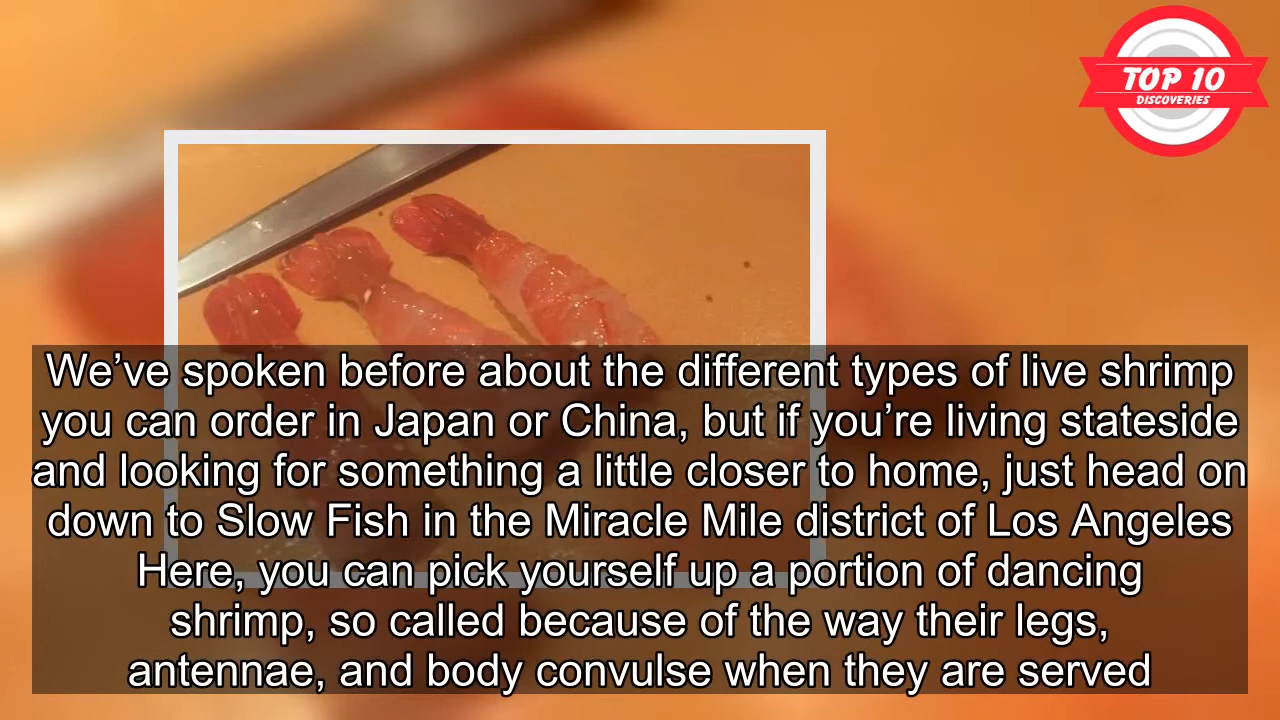 TOP 10
DISCOVERIES
We’ve spoken before about the different types of live shrimp
you can order in Japan or China, but if you’re living stateside
and looking for something a little closer to home, just head on
down to Slow Fish in the Miracle Mile district of Los Angeles
Here, you can pick yourself up a portion of dancing
shrimp, so called because of the way their legs,
antennae, and body convulse when they are served